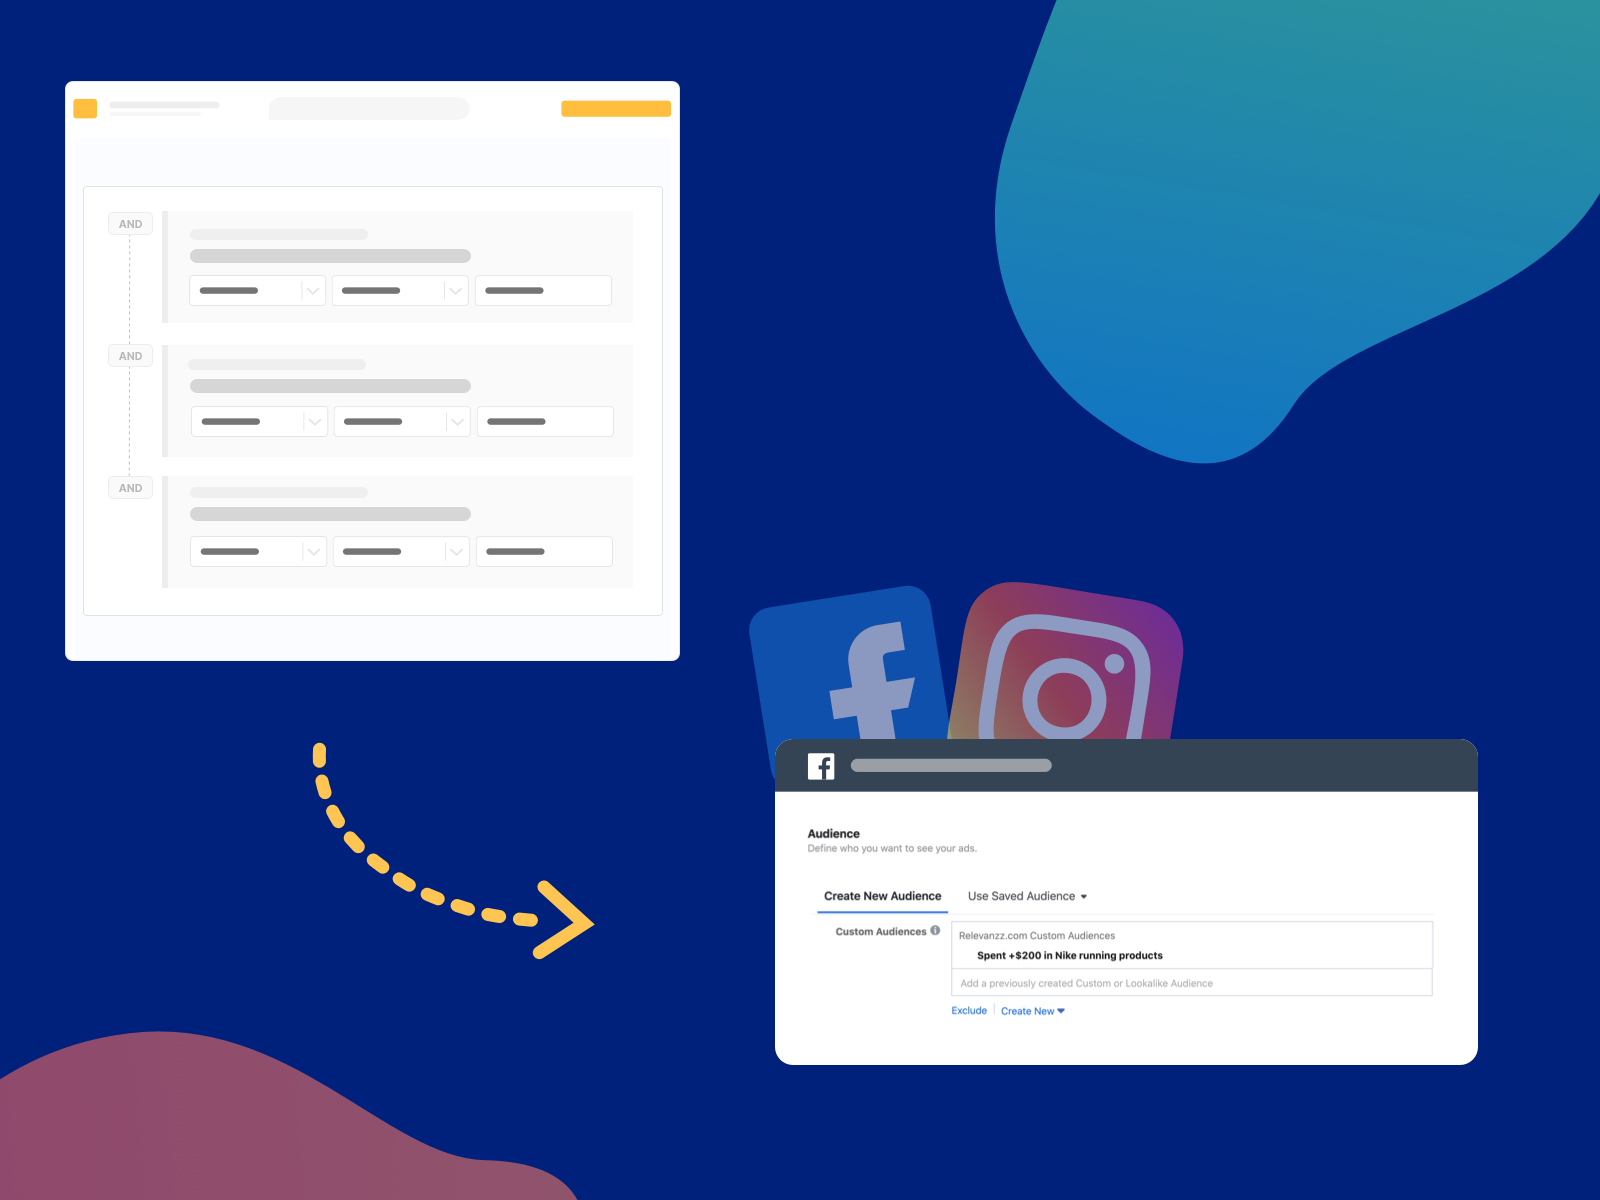 AND
AND
AND
Audience
Define who you want to see your ads.
Create New Audience
Use Saved Audience
Custom Audiences
Relevanzz.com Custom Audiences
Spent +$200 in Nike running products
Add a previously created Custom or Lookalike Audience
Exclude
Create New